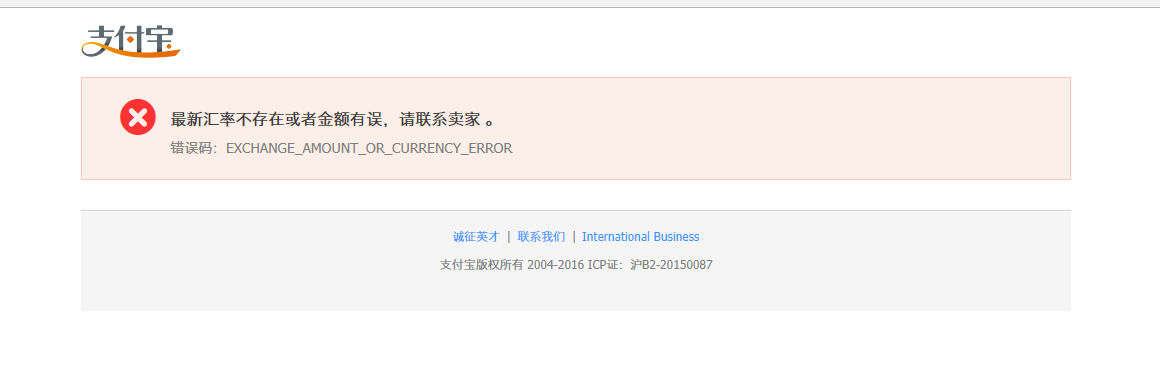 支付宝
最新汇率不存在或者金额有误，请联系卖家 。
错误码：EXCHANGE_AMOUNT_OR_CURRENCY_ERROR
诚征英才 | 联系我们 | International Business
支付宝版权所有 2004-2016 ICP证：沪B2-20150087